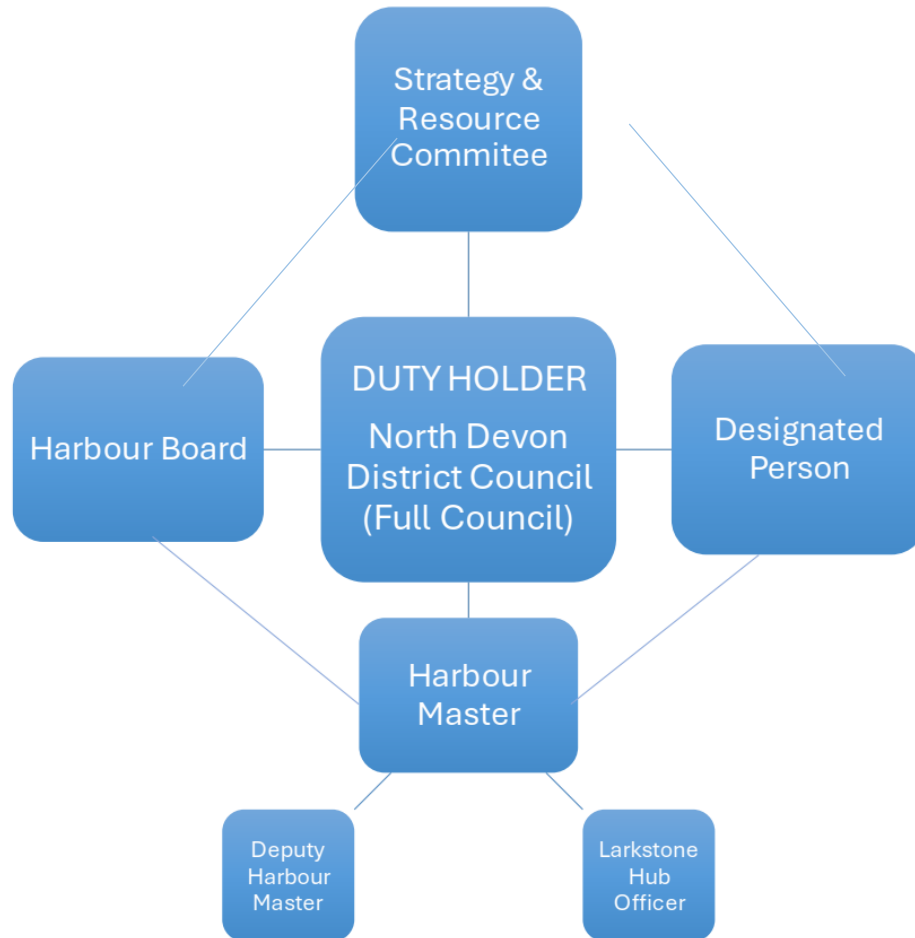 Strategy &
Resource
Commitee
DUTY HOLDER
North Devon
District Council
(Full Council)
Harbour Board
Designated
Person
Harbour
Master
Deputy
Harbour
Master
Larkstone
Hub
Officer